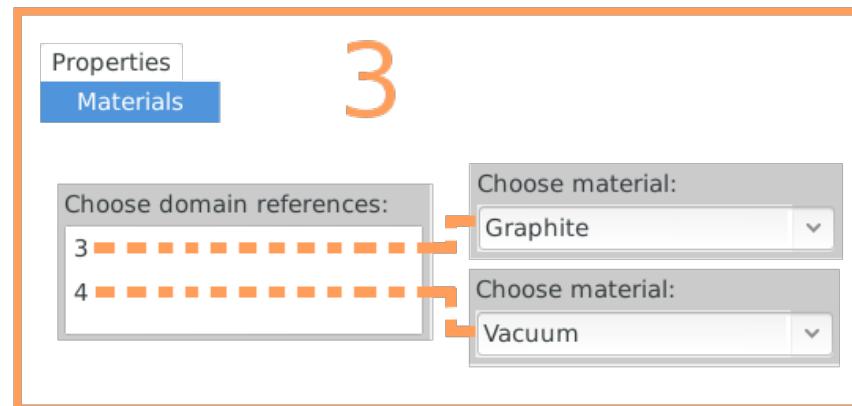 Properties
Materials
3
Choose domain references:
3
4
Choose material:
Graphite
Choose material:
Vacuum